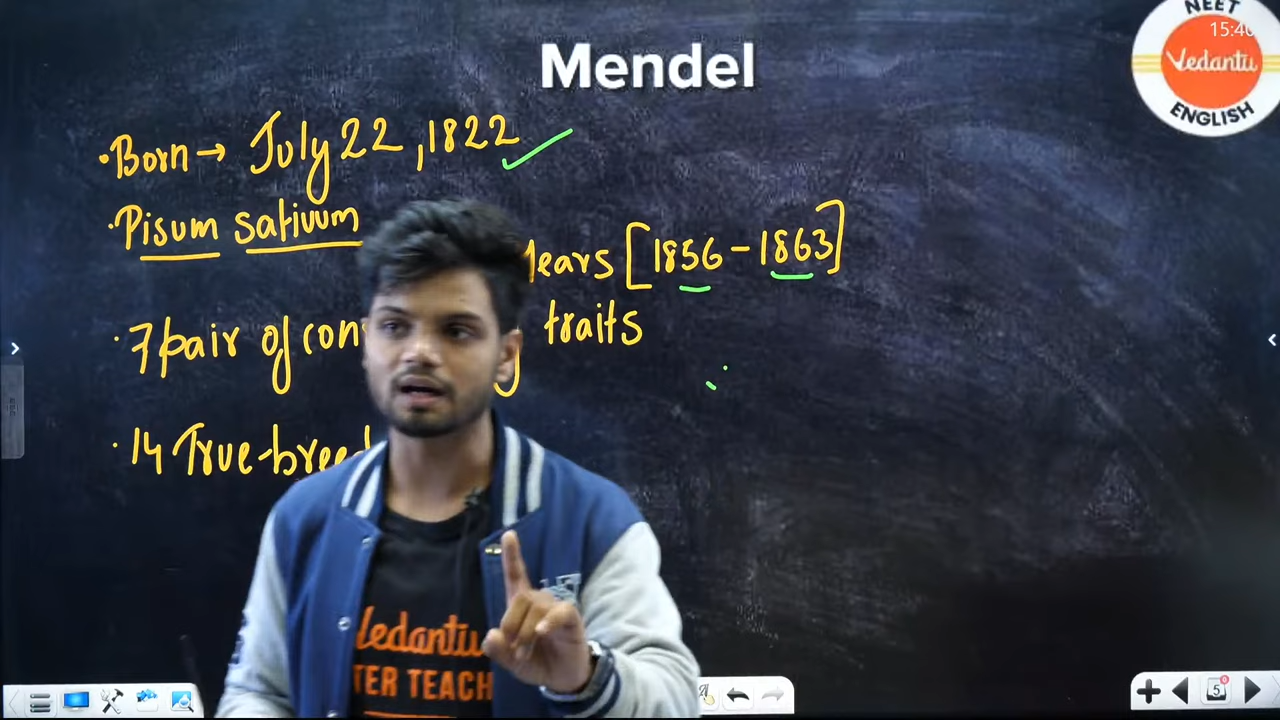 NEET
15:40
Vedantu
ENGLISH
Mendel
·Born→ July 22, 1822
·Pisum sativum
Years [1856-1863]
·7 pair of con traits
·14 True-breed
Vedantu
TER TEACH
5